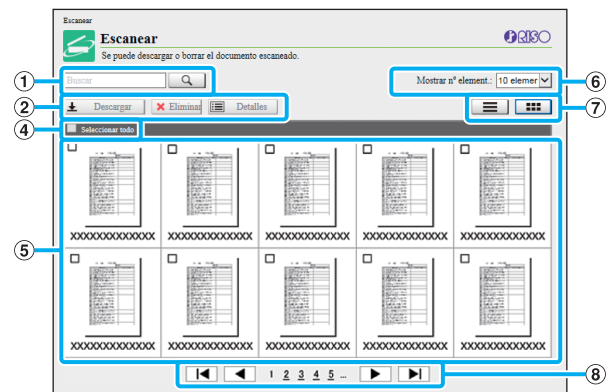 Escanear
Escanear
RISO
Se puede descargar o borrar el documento escaneado.
1 Buscar
Mostrar nº element.: 10 elemer 6
2 Descargar Eliminar Detalles 7
4 Seleccionar todo
5
XXXXXXXXXXXXX XXXXXXXXXXXXX XXXXXXXXXXXXX XXXXXXXXXXXXX XXXXXXXXXXXXX
XXXXXXXXXXXXX XXXXXXXXXXXXX XXXXXXXXXXXXX XXXXXXXXXXXXX XXXXXXXXXXXXX
1 2 3 4 5 ... 8